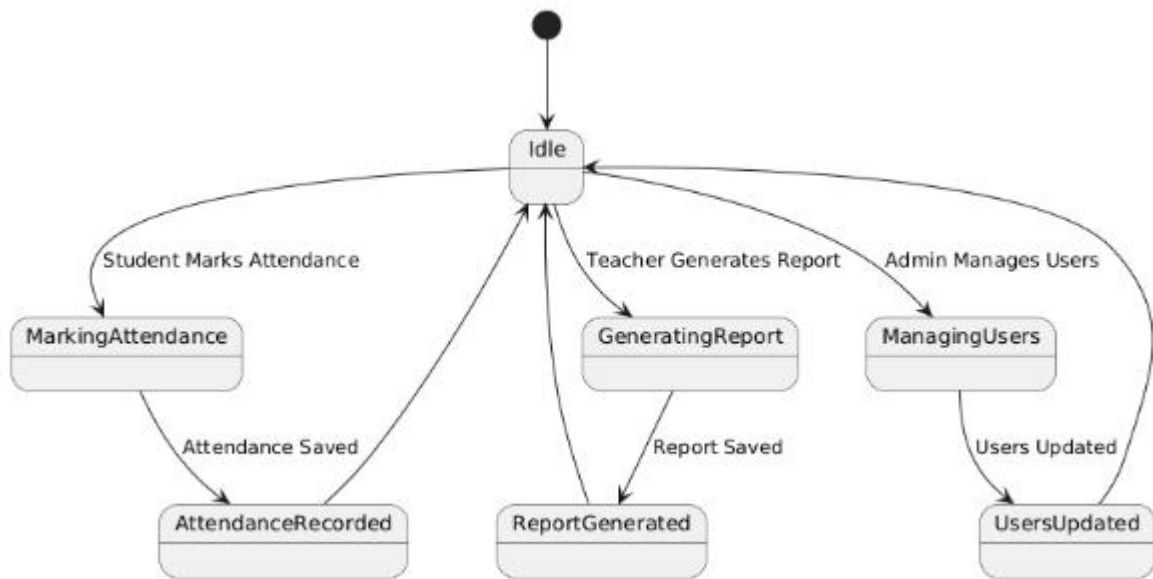 Idle
Student Marks Attendance
Teacher Generates Report
Admin Manages Users
MarkingAttendance
GeneratingReport
ManagingUsers
Attendance Saved
Report Saved
Users Updated
AttendanceRecorded
ReportGenerated
UsersUpdated